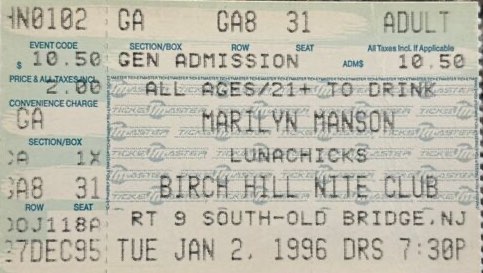 HN0102 GA GA8 31 ADULT
EVENT CODE SECTION/BOX ROW SEAT All Taxes Incl. If Applicable
$ 10.50 GEN ADMISSION ADM$ 10.50
PRICE & ALL TAXES INCL.
2.00 ALL AGES/21+ TO DRINK
CONVENIENCE CHARGE
GA MARILYN MANSON
SECTION/BOX
GA 1X LUNACHICKS
GA8 31 BIRCH HILL NITE CLUB
ROW SEAT
OOJ118A RT 9 SOUTH-OLD BRIDGE,NJ
27DEC95 TUE JAN 2, 1996 DRS 7:30P